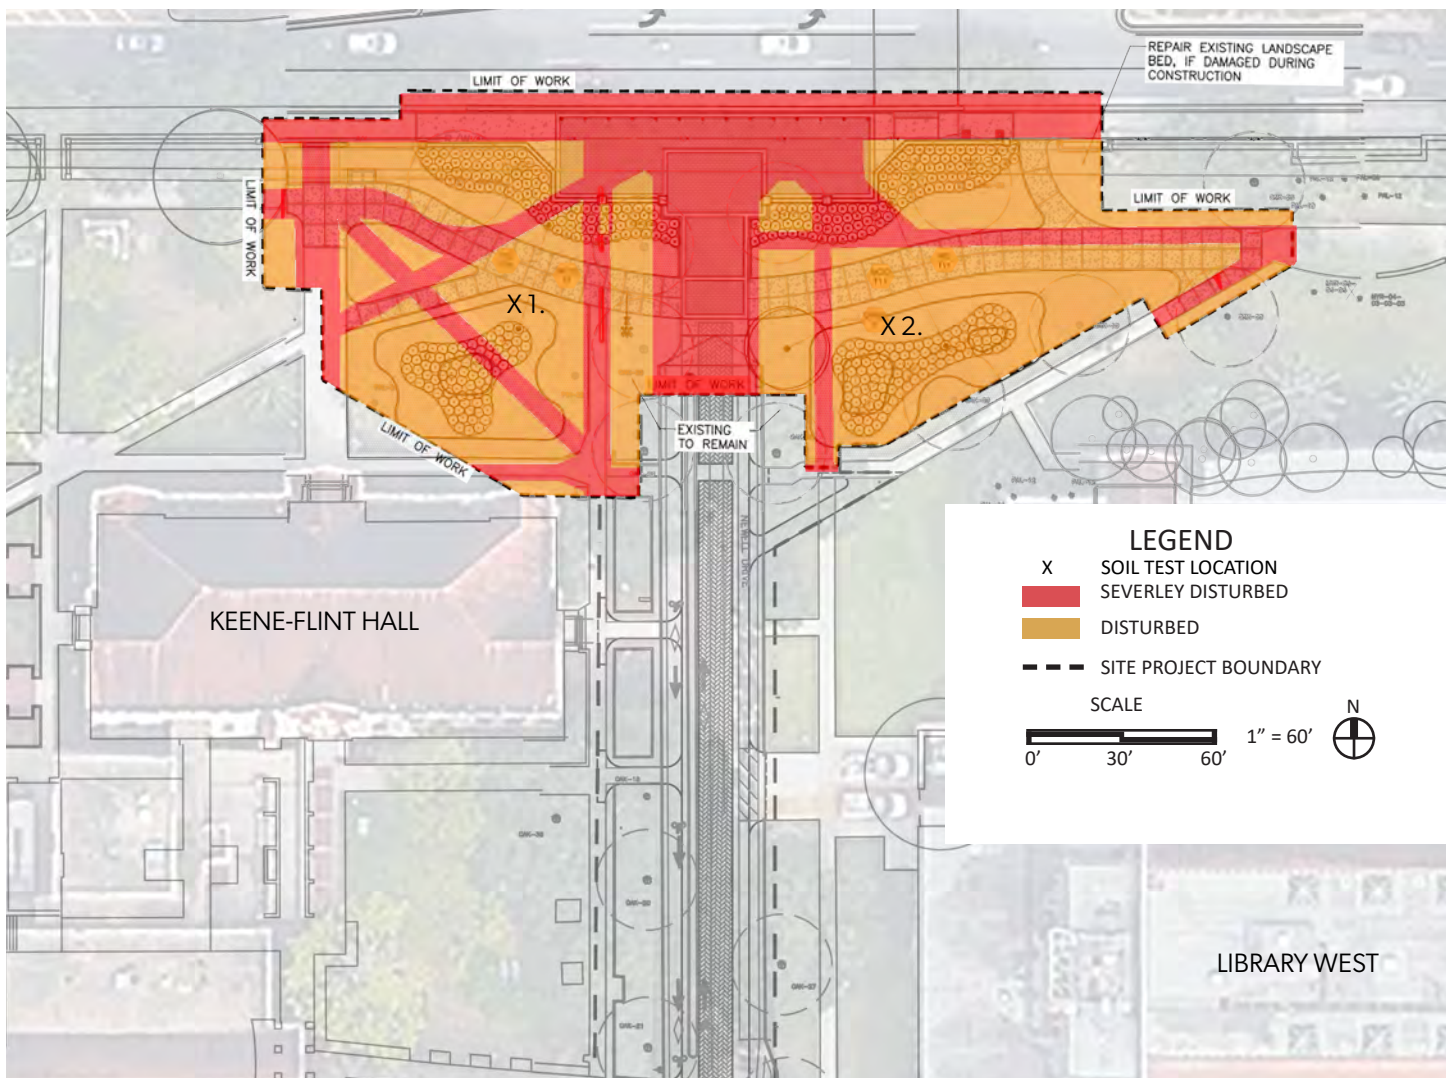 REPAIR EXISTING LANDSCAPE
BED, IF DAMAGED DURING
CONSTRUCTION
LIMIT OF WORK
LIMIT OF WORK
LIMIT OF WORK
X 1.
X 2.
LIMIT OF WORK
LIMIT OF WORK
EXISTING
TO REMAIN
NEWELL DRIVE
KEENE-FLINT HALL
LEGEND
X SOIL TEST LOCATION
SEVERLEY DISTURBED
DISTURBED
SITE PROJECT BOUNDARY
SCALE
0' 30' 60'
1" = 60'
N
LIBRARY WEST